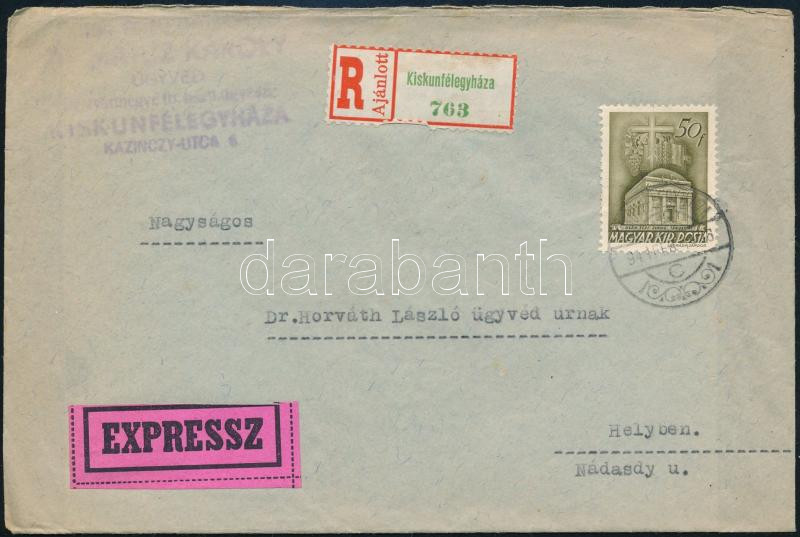 KÁROLY
ÜGYVÉD
KISKUNFÉLEGYHÁZA
KAZINCZY-UTCA 6
R
Ajánlott
Kiskunfélegyháza
763
50f
MAGYAR KIR. POSTA
C
Nagyságos
darabanth
Dr.Horváth László ügyvéd urnak
EXPRESSZ
Helyben.
Nádasdy u.